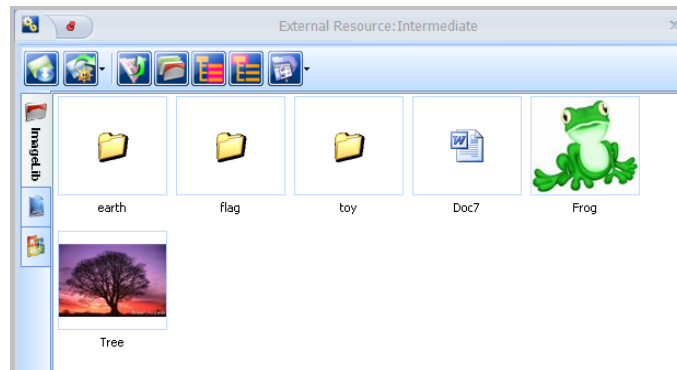 External Resource:Intermediate
ImageLib
earth
flag
toy
Doc7
Frog
Tree